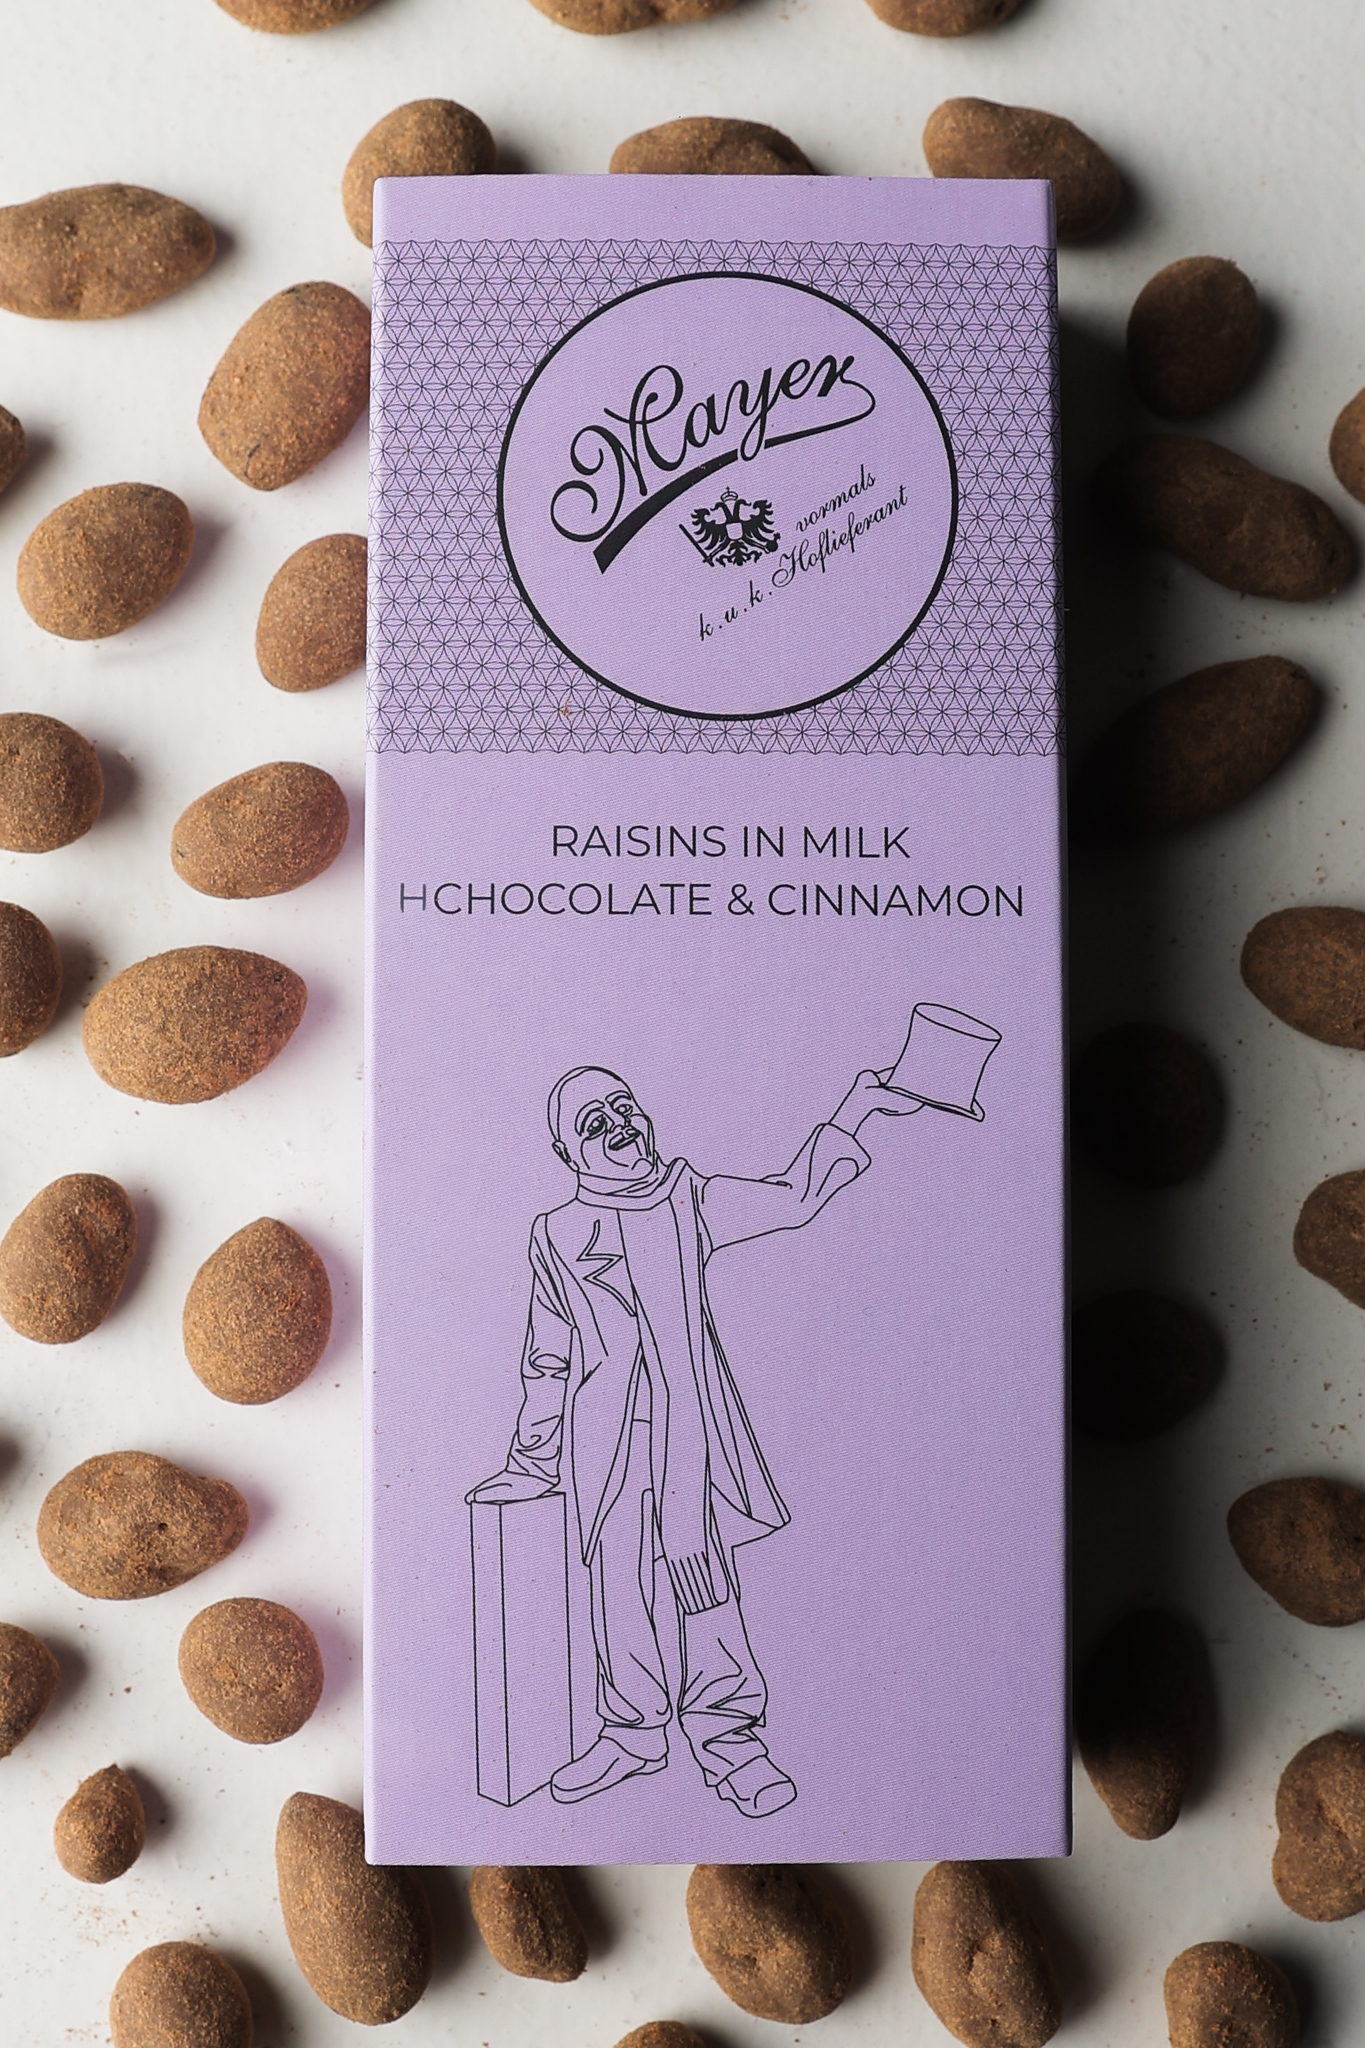 Mayer
vormals
k.u.k. Hoflieferant
RAISINS IN MILK
HCHOCOLATE & CINNAMON